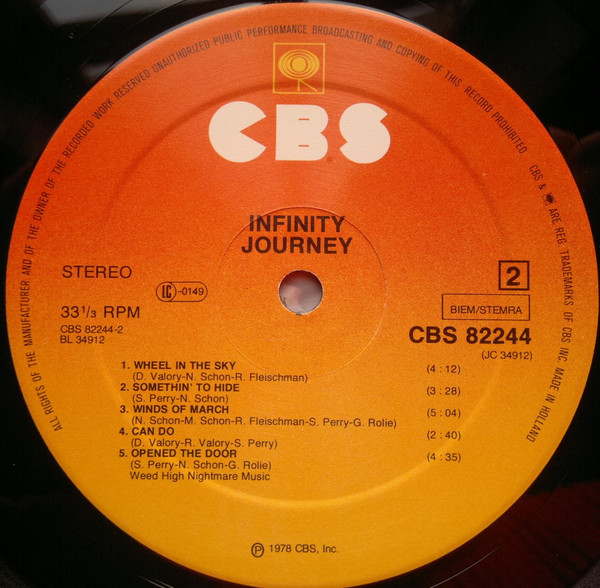 ALL RIGHTS OF THE MANUFACTURER AND OF THE OWNER OF THE RECORDED WORK RESERVED UNAUTHORIZED PUBLIC PERFORMANCE BROADCASTING AND COPYING OF THIS RECORD PROHIBITED
CBS & ARE REG. TRADEMARKS OF CBS INC. MADE IN HOLLAND
CBS
INFINITY
JOURNEY
STEREO
LC -0149
2
33 1/3 RPM
BIEM/STEMRA
CBS 82244-2
BL 34912
CBS 82244
(JC 34912)
1. WHEEL IN THE SKY (4 : 12)
(D. Valory-N. Schon-R. Fleischman)
2. SOMETHIN' TO HIDE (3 : 28)
(S. Perry-N. Schon)
3. WINDS OF MARCH (5 : 04)
(N. Schon-M. Schon-R. Fleischman-S. Perry-G. Rolie)
4. CAN DO (2 : 40)
(D. Valory-R. Valory-S. Perry)
5. OPENED THE DOOR (4 : 35)
(S. Perry-N. Schon-G. Rolie)
Weed High Nightmare Music
℗ 1978 CBS, Inc.